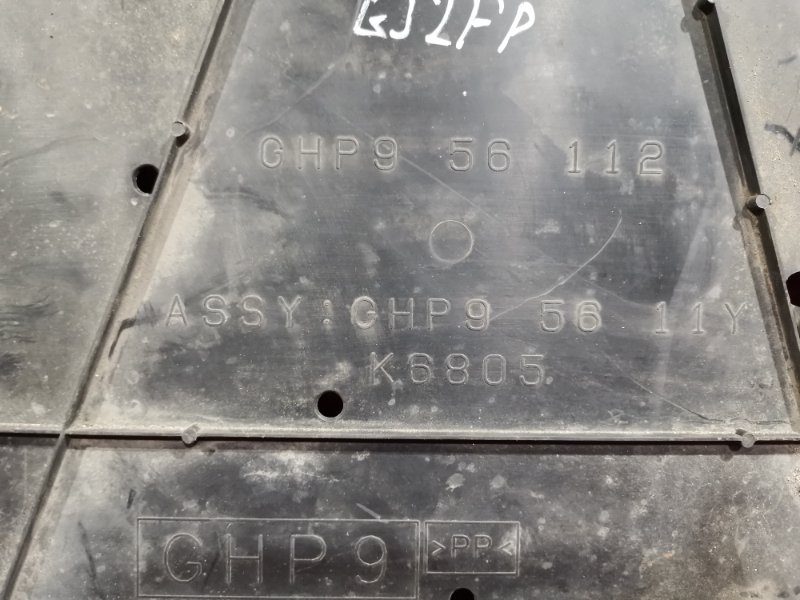 GJ2FP
GHP9 56 112
ASSY: GHP9 56 11Y
K6805
GHP9 >PP<